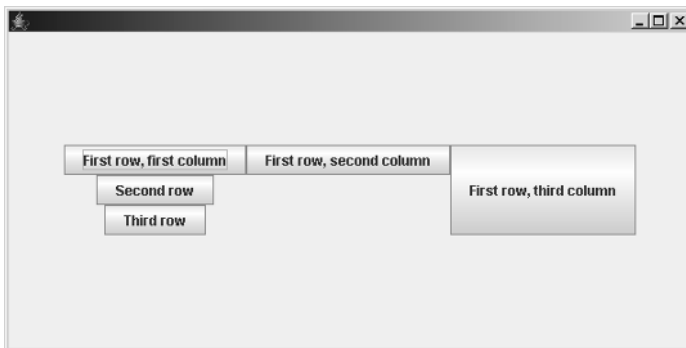 First row, first column
First row, second column
First row, third column
Second row
Third row